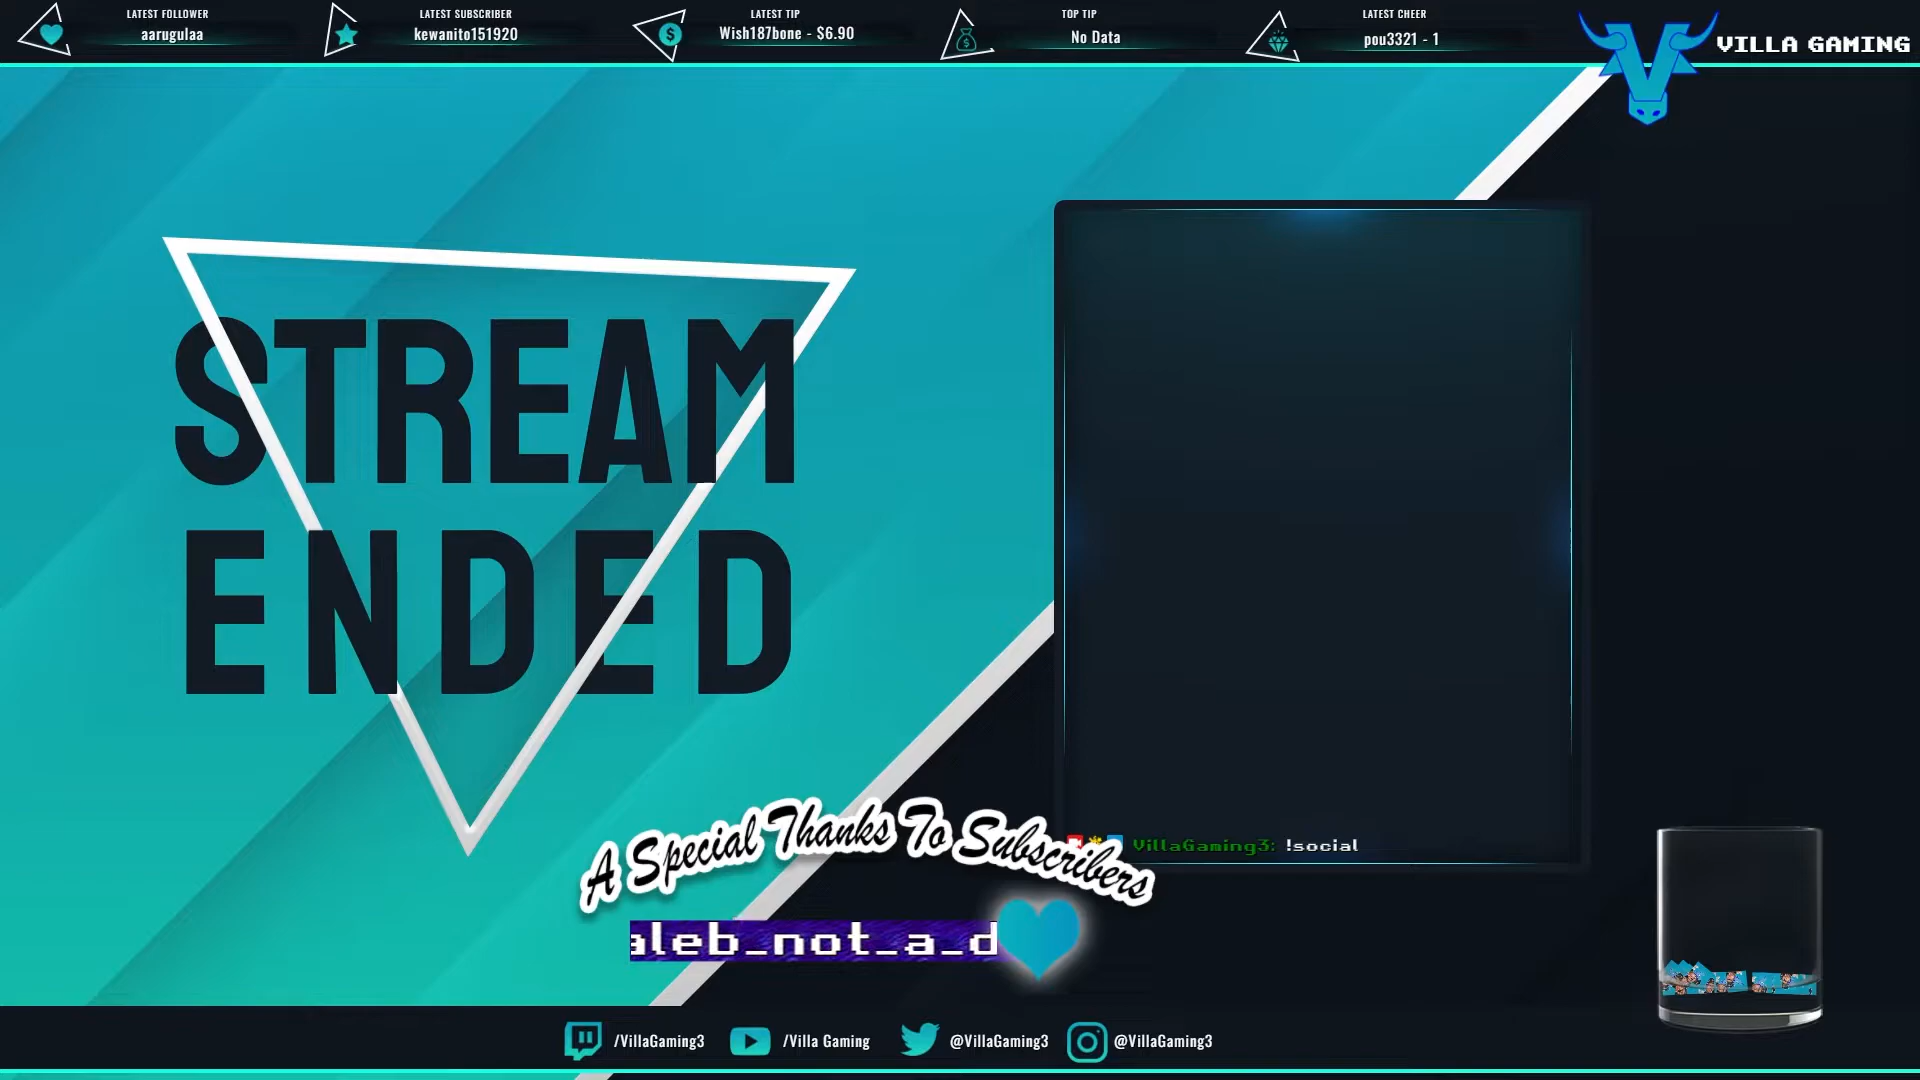 LATEST FOLLOWER
aarugulaa
LATEST SUBSCRIBER
kewanito151920
LATEST TIP
Wish187bone - $6.90
TOP TIP
No Data
LATEST CHEER
pou3321 - 1
VILLA GAMING
STREAM
ENDED
VillaGaming3: !social
A Special Thanks To Subscribers
aleb_not_a_d
/VillaGaming3
/Villa Gaming
@VillaGaming3
@VillaGaming3